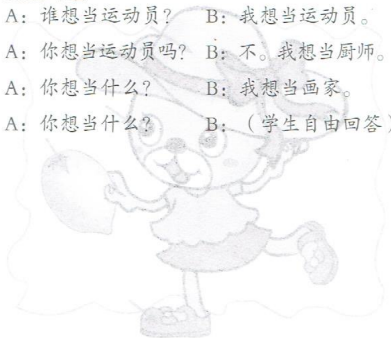 A：谁想当运动员？ B：我想当运动员。
A：你想当运动员吗？ B：不。我想当厨师。
A：你想当什么？ B：我想当画家。
A：你想当什么？ B：（学生自由回答）